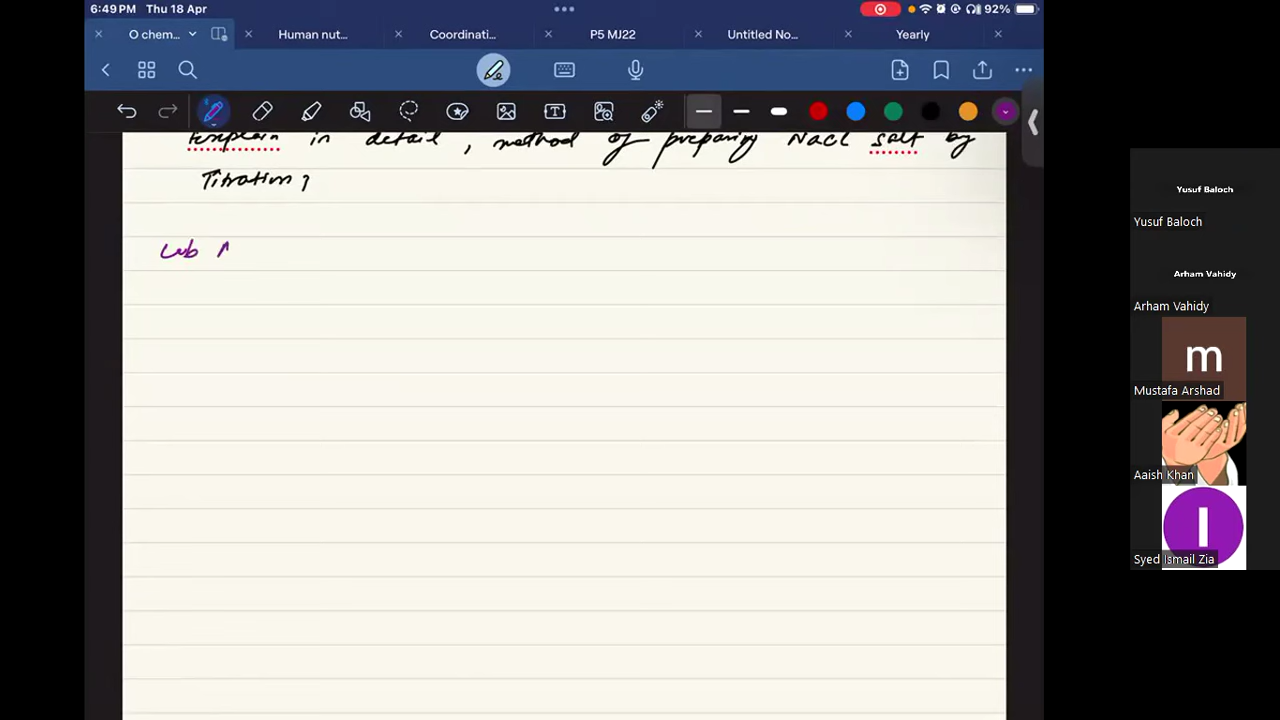 6:49 PM Thu 18 Apr 92%
O chem... Human nut... Coordinati... P5 MJ22 Untitled No... Yearly
Explain in detail, method of preparing NaCl salt by
Titration?
Lab
Yusuf Baloch
Yusuf Baloch
Arham Vahidy
Arham Vahidy
m
Mustafa Arshad
Aaish Khan
I
Syed Ismail Zia